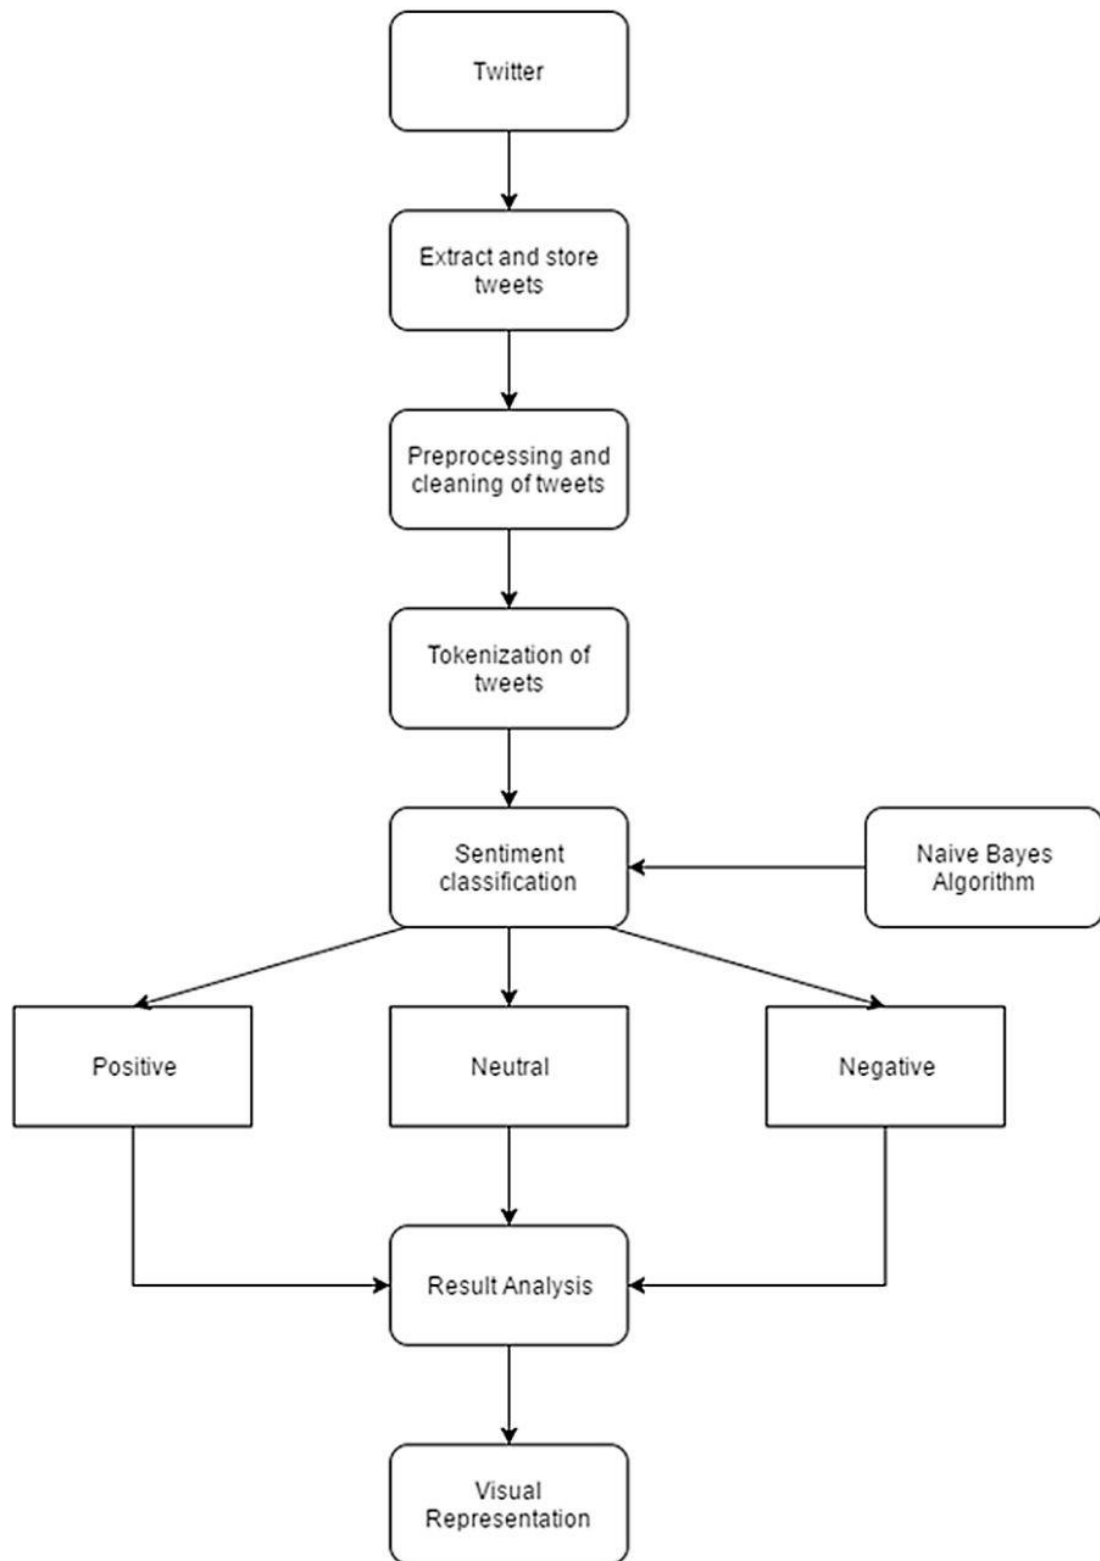 Twitter
Extract and store
tweets
Preprocessing and
cleaning of tweets
Tokenization of
tweets
Sentiment
classification
Naive Bayes
Algorithm
Positive
Neutral
Negative
Result Analysis
Visual
Representation